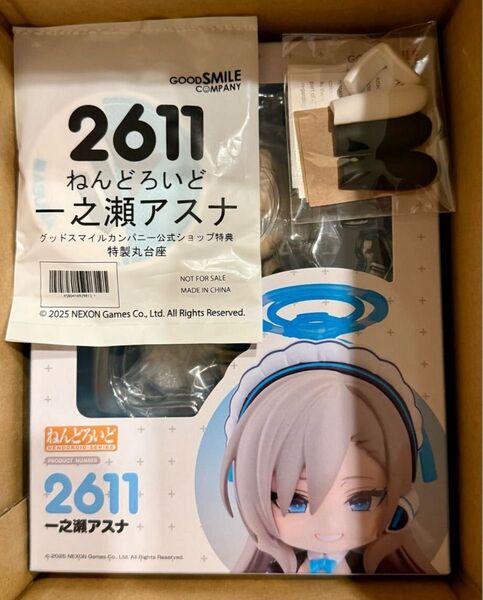 GOODSMILE
COMPANY
2611
ねんどろいど
一之瀬アスナ
グッドスマイルカンパニー公式ショップ特典
特製丸台座
NOT FOR SALE
MADE IN CHINA
© 2025 NEXON Games Co., Ltd. All Rights Reserved.
ねんどろいど
NENDOROID SERIES
PRODUCT NUMBER
2611
一之瀬アスナ
© 2025 NEXON Games Co., Ltd. All Rights Reserved.